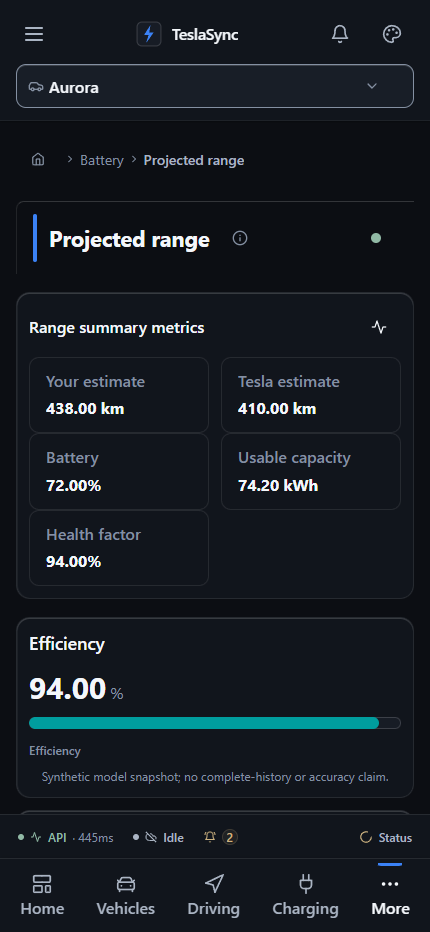 TeslaSync
Aurora
Battery
Projected range
Projected range
Range summary metrics
Your estimate
438.00 km
Tesla estimate
410.00 km
Battery
72.00%
Usable capacity
74.20 kWh
Health factor
94.00%
Efficiency
94.00 %
Efficiency
Synthetic model snapshot; no complete-history or accuracy claim.
API · 445ms
Idle
2
Status
Home
Vehicles
Driving
Charging
More